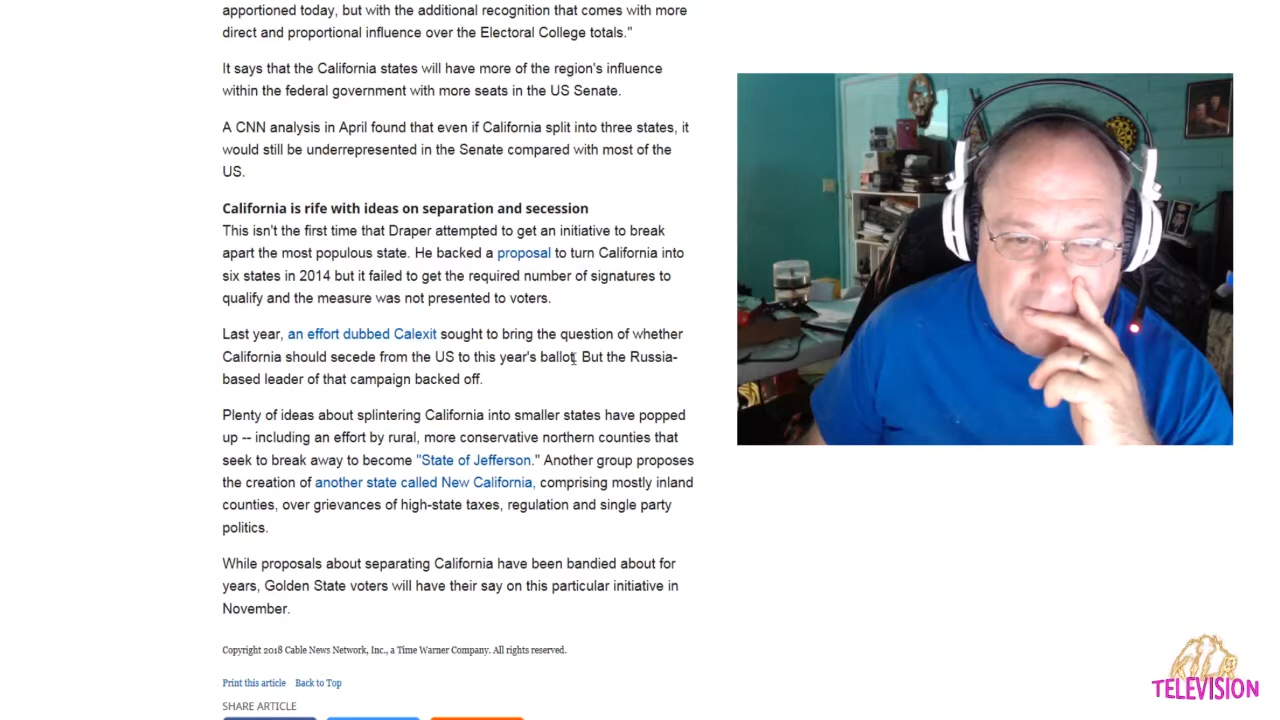 apportioned today, but with the additional recognition that comes with more
direct and proportional influence over the Electoral College totals."
It says that the California states will have more of the region's influence
within the federal government with more seats in the US Senate.
A CNN analysis in April found that even if California split into three states, it
would still be underrepresented in the Senate compared with most of the
US.
California is rife with ideas on separation and secession
This isn't the first time that Draper attempted to get an initiative to break
apart the most populous state. He backed a proposal to turn California into
six states in 2014 but it failed to get the required number of signatures to
qualify and the measure was not presented to voters.
Last year, an effort dubbed Calexit sought to bring the question of whether
California should secede from the US to this year's ballot. But the Russia-
based leader of that campaign backed off.
Plenty of ideas about splintering California into smaller states have popped
up -- including an effort by rural, more conservative northern counties that
seek to break away to become "State of Jefferson." Another group proposes
the creation of another state called New California, comprising mostly inland
counties, over grievances of high-state taxes, regulation and single party
politics.
While proposals about separating California have been bandied about for
years, Golden State voters will have their say on this particular initiative in
November.
Copyright 2018 Cable News Network, Inc., a Time Warner Company. All rights reserved.
Print this article Back to Top
SHARE ARTICLE
TELEVISION